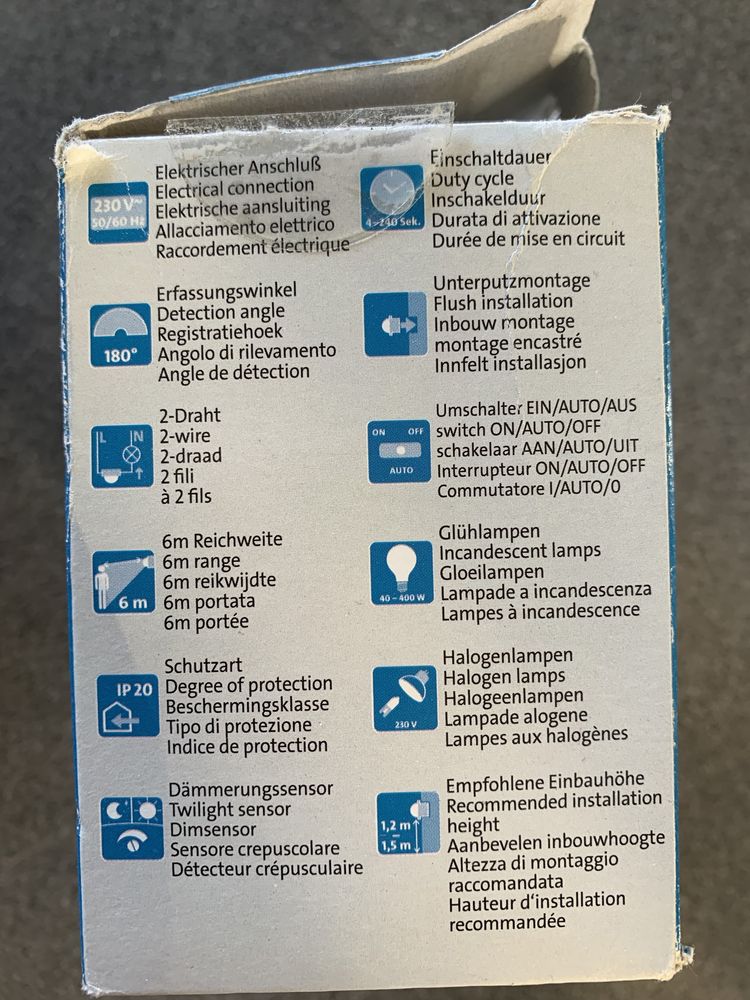 230 V~
50/60 Hz
Elektrischer Anschluß
Electrical connection
Elektrische aansluiting
Allacciamento elettrico
Raccordement électrique
180°
Erfassungswinkel
Detection angle
Registratiehoek
Angolo di rilevamento
Angle de détection
L N
2-Draht
2-wire
2-draad
2 fili
à 2 fils
6 m
6m Reichweite
6m range
6m reikwijdte
6m portata
6m portée
IP 20
Schutzart
Degree of protection
Beschermingsklasse
Tipo di protezione
Indice de protection
Dämmerungssensor
Twilight sensor
Dimsensor
Sensore crepuscolare
Détecteur crépusculaire
4-240 Sek.
Einschaltdauer
Duty cycle
Inschakelduur
Durata di attivazione
Durée de mise en circuit
Unterputzmontage
Flush installation
Inbouw montage
montage encastré
Innfelt installasjon
ON OFF
AUTO
Umschalter EIN/AUTO/AUS
switch ON/AUTO/OFF
schakelaar AAN/AUTO/UIT
Interrupteur ON/AUTO/OFF
Commutatore I/AUTO/0
40 – 400 W
Glühlampen
Incandescent lamps
Gloeilampen
Lampade a incandescenza
Lampes à incandescence
230 V
Halogenlampen
Halogen lamps
Halogeenlampen
Lampade alogene
Lampes aux halogènes
1,2 m
–
1,5 m
Empfohlene Einbauhöhe
Recommended installation
height
Aanbevelen inbouwhoogte
Altezza di montaggio
raccomandata
Hauteur d'installation
recommandée